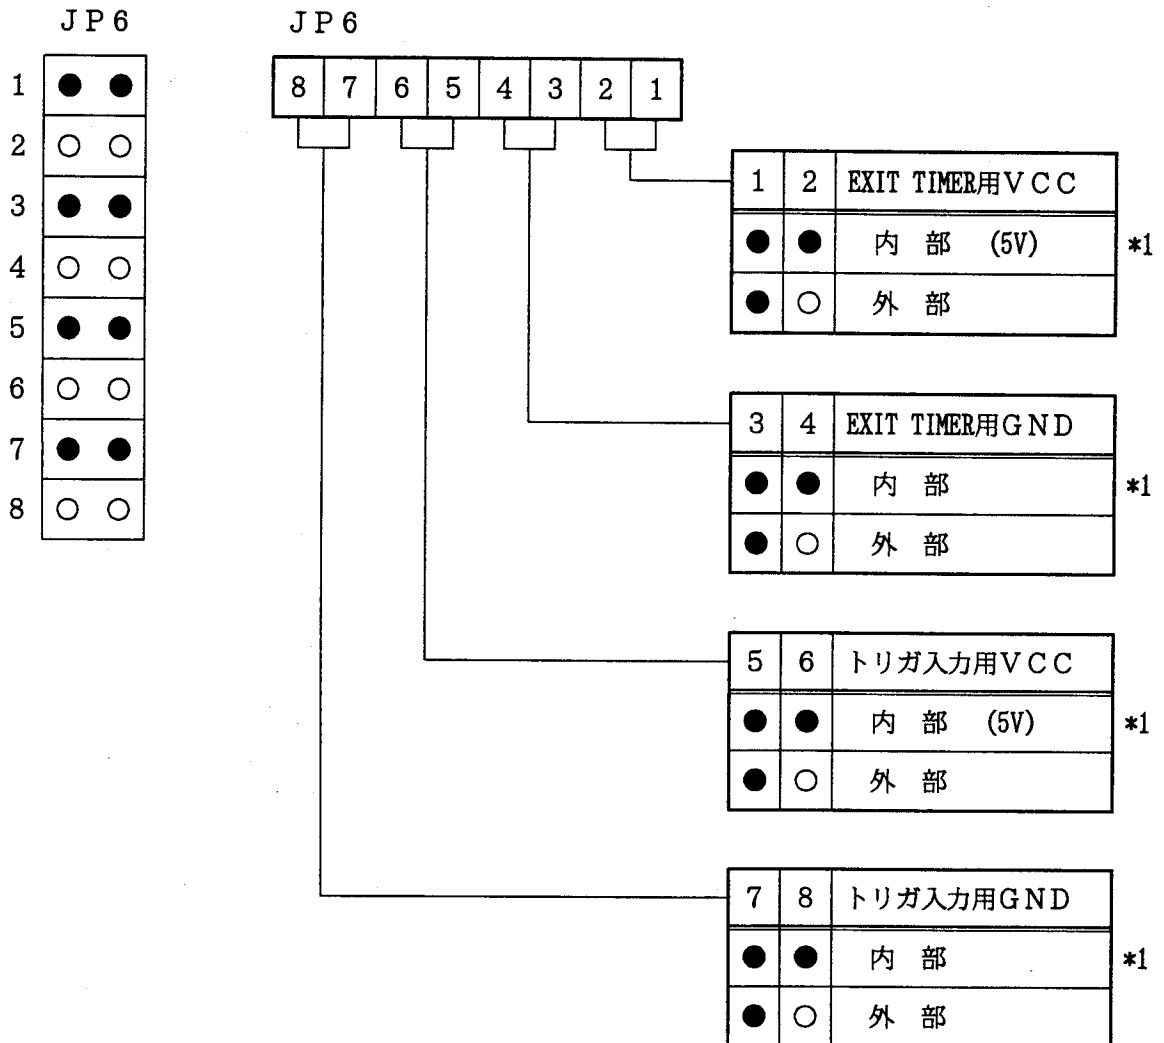 JP6
1 ● ●
2 ○ ○
3 ● ●
4 ○ ○
5 ● ●
6 ○ ○
7 ● ●
8 ○ ○
JP6
8 7 6 5 4 3 2 1
1 2 EXIT TIMER用VCC
● ● 内部 (5V) *1
● ○ 外部
3 4 EXIT TIMER用GND
● ● 内部 *1
● ○ 外部
5 6 トリガ入力用VCC
● ● 内部 (5V) *1
● ○ 外部
7 8 トリガ入力用GND
● ● 内部 *1
● ○ 外部